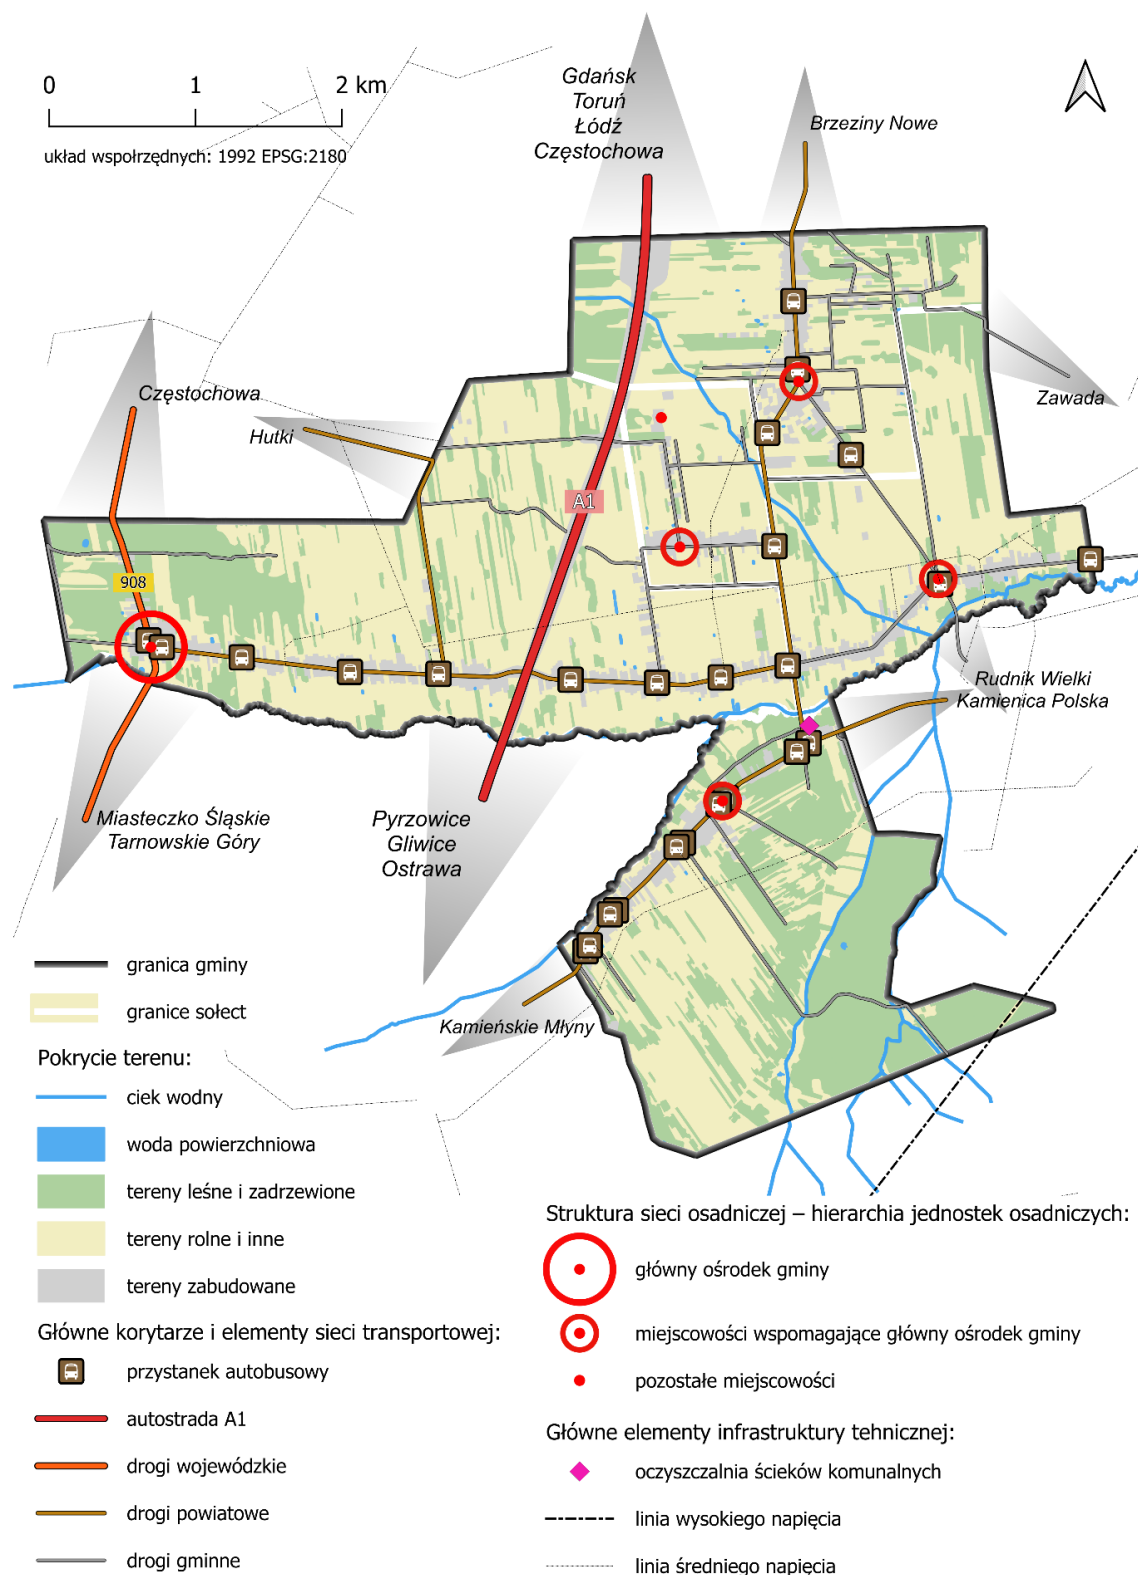 0 1 2 km
układ wspołrzędnych: 1992 EPSG:2180
Gdańsk
Toruń
Łódź
Częstochowa
Brzeziny Nowe
Częstochowa
Hutki
Zawada
A1
908
Rudnik Wielki
Kamienica Polska
Miasteczko Śląskie
Tarnowskie Góry
Pyrzowice
Gliwice
Ostrawa
Kamieńskie Młyny
granica gminy
granice sołect
Pokrycie terenu:
ciek wodny
woda powierzchniowa
tereny leśne i zadrzewione
tereny rolne i inne
tereny zabudowane
Główne korytarze i elementy sieci transportowej:
przystanek autobusowy
autostrada A1
drogi wojewódzkie
drogi powiatowe
drogi gminne
Struktura sieci osadniczej – hierarchia jednostek osadniczych:
główny ośrodek gminy
miejscowości wspomagające główny ośrodek gminy
pozostałe miejscowości
Główne elementy infrastruktury tehnicznej:
oczyszczalnia ścieków komunalnych
linia wysokiego napięcia
linia średniego napięcia